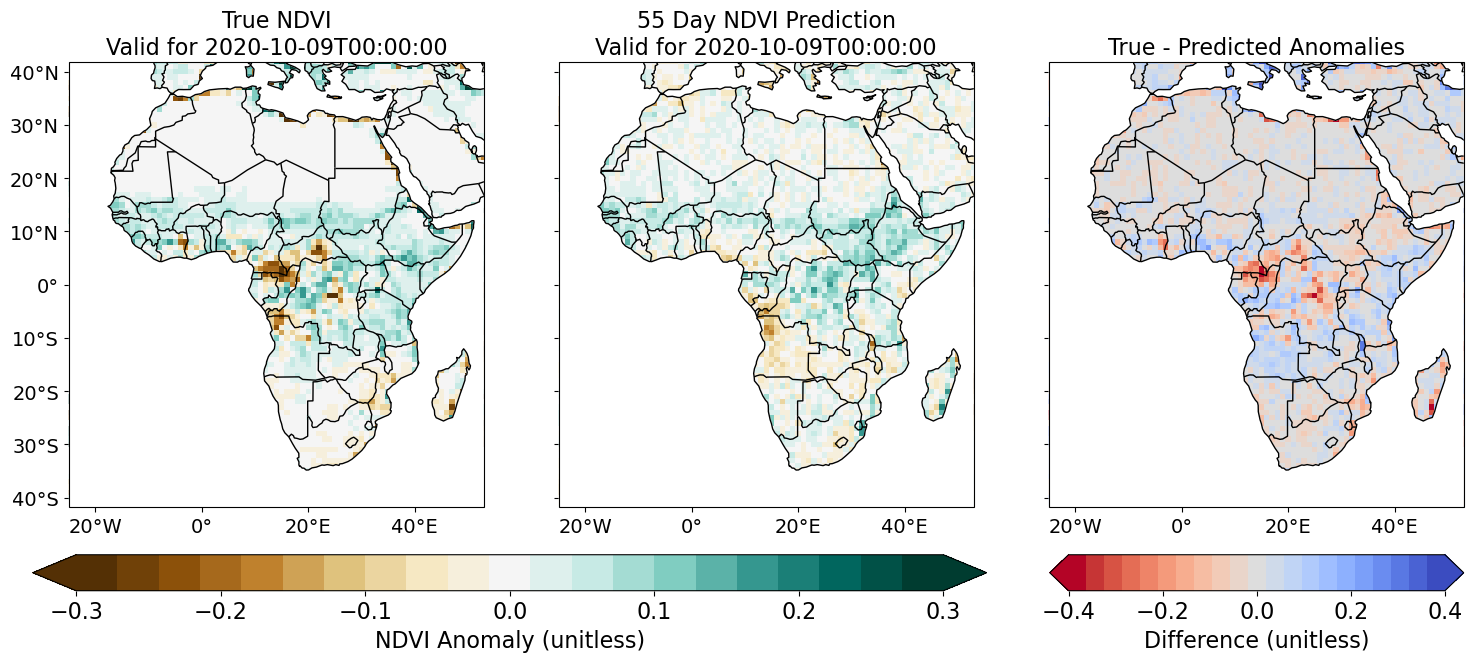 True NDVI
Valid for 2020-10-09T00:00:00
55 Day NDVI Prediction
Valid for 2020-10-09T00:00:00
True - Predicted Anomalies
40°N
30°N
20°N
10°N
0°
10°S
20°S
30°S
40°S
20°W 0° 20°E 40°E
20°W 0° 20°E 40°E
20°W 0° 20°E 40°E
−0.3 −0.2 −0.1 0.0 0.1 0.2 0.3
NDVI Anomaly (unitless)
−0.4 −0.2 0.0 0.2 0.4
Difference (unitless)